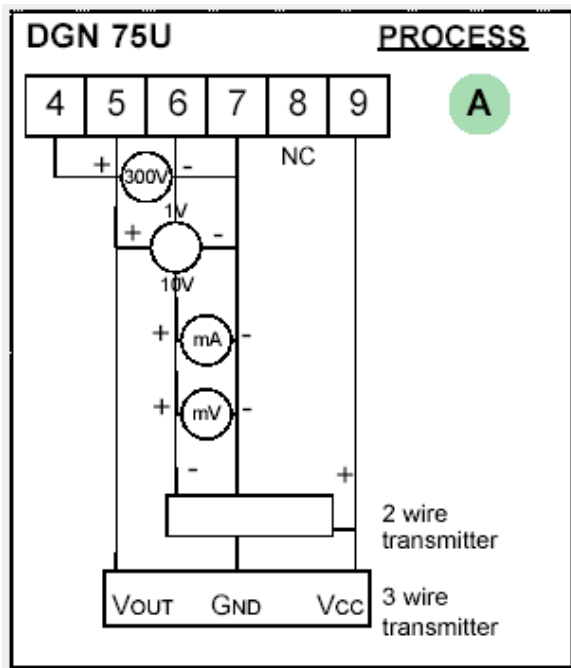 DGN 75U PROCESS
4 5 6 7 8 9 A
NC
+ 300V -
1V
+ -
10V
+ mA -
+ mV -
- +
2 wire
transmitter
VOUT GND VCC 3 wire
transmitter